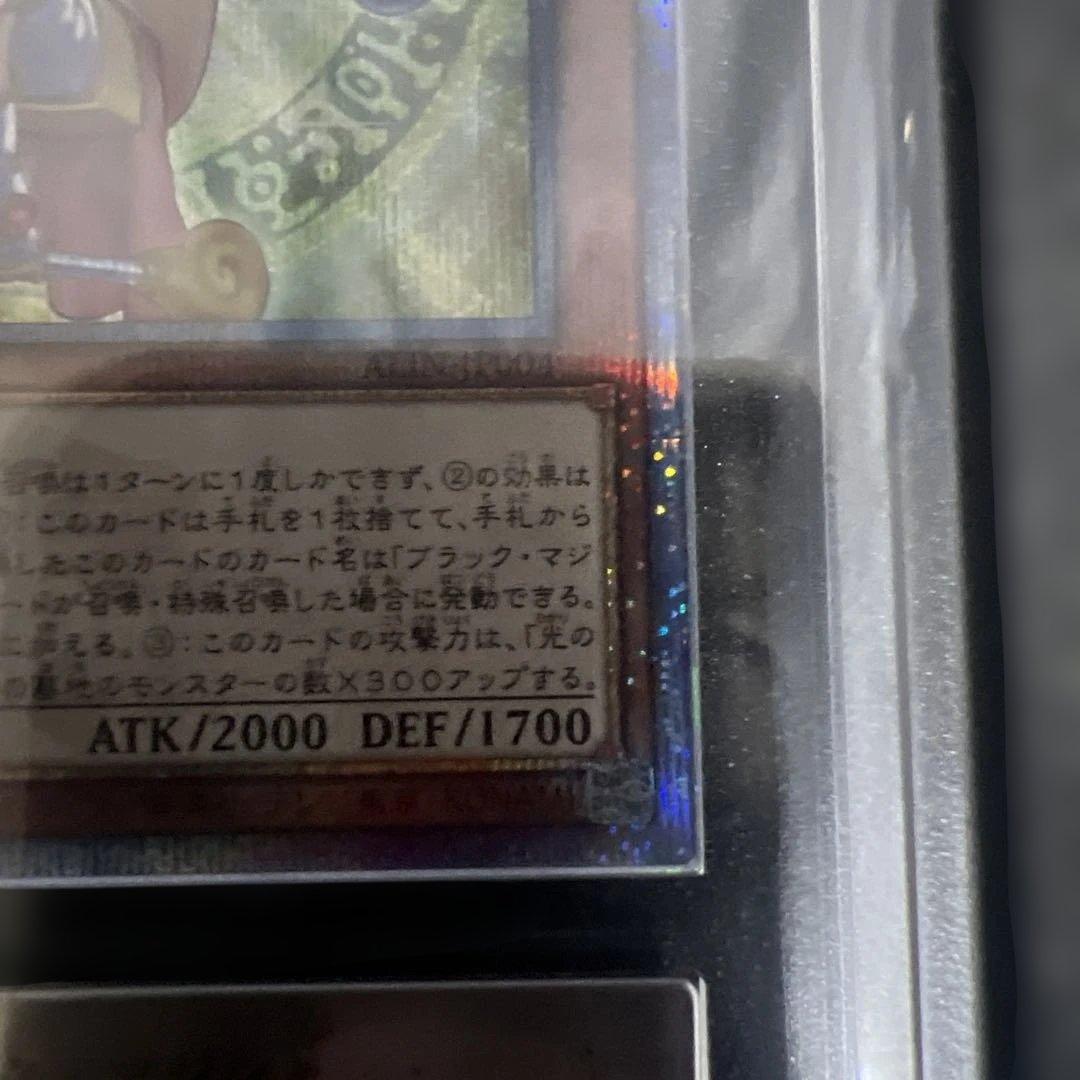 は1ターンに1度しかできず、②の効果は
：このカードは手札を1枚捨てて、手札から
したこのカードのカード名は「ブラック・マジ
ードが召喚・特殊召喚した場合に発動できる。
に加える。③：このカードの攻撃力は、「光の
の墓地のモンスターの数×300アップする。
ATK/2000 DEF/1700